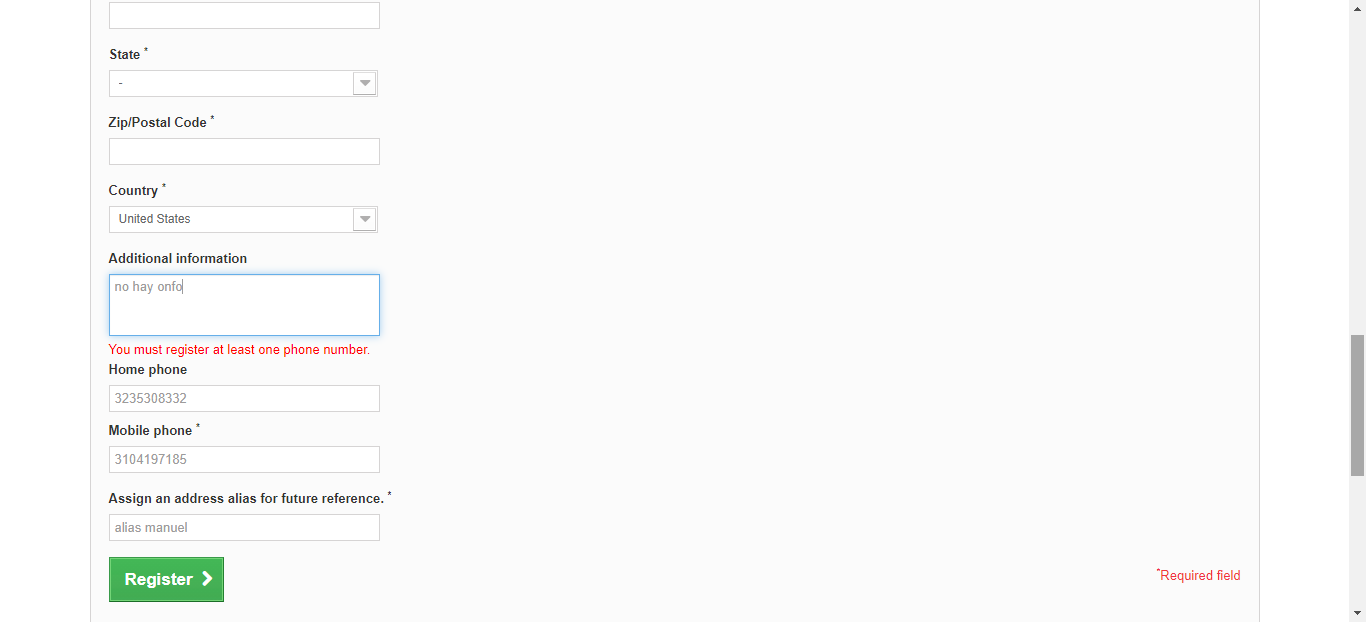 State *
-
Zip/Postal Code *
Country *
United States
Additional information
no hay onfo
You must register at least one phone number.
Home phone
3235308332
Mobile phone *
3104197185
Assign an address alias for future reference. *
alias manuel
Register
*Required field